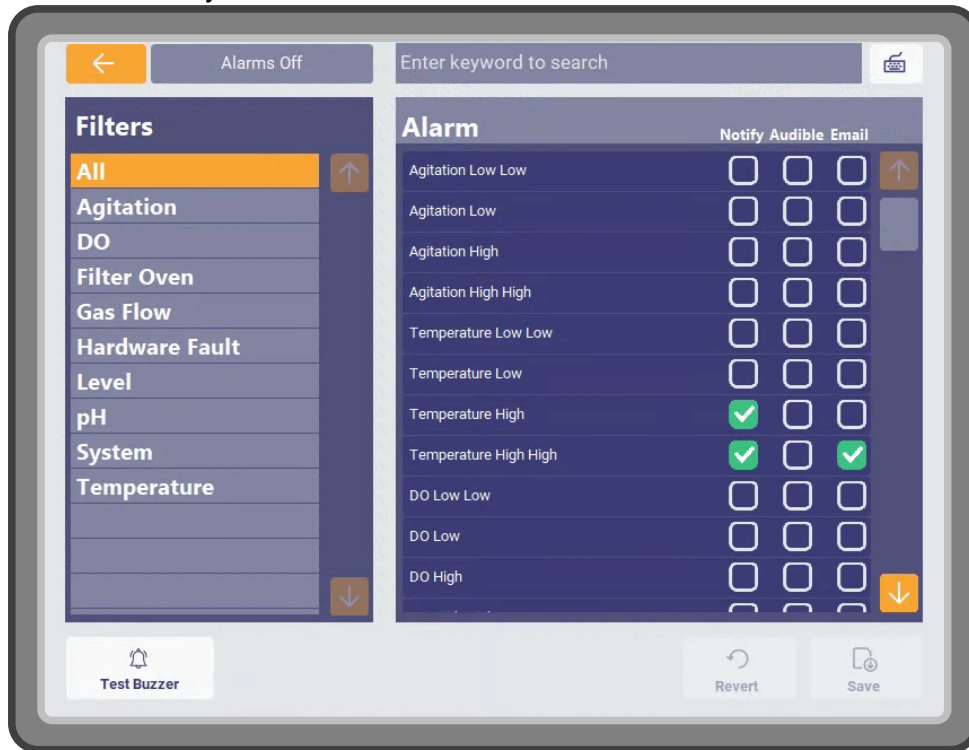 Alarms Off
Enter keyword to search
Filters
All
Agitation
DO
Filter Oven
Gas Flow
Hardware Fault
Level
pH
System
Temperature
Alarm Notify Audible Email
Agitation Low Low
Agitation Low
Agitation High
Agitation High High
Temperature Low Low
Temperature Low
Temperature High
Temperature High High
DO Low Low
DO Low
DO High
Test Buzzer
Revert
Save